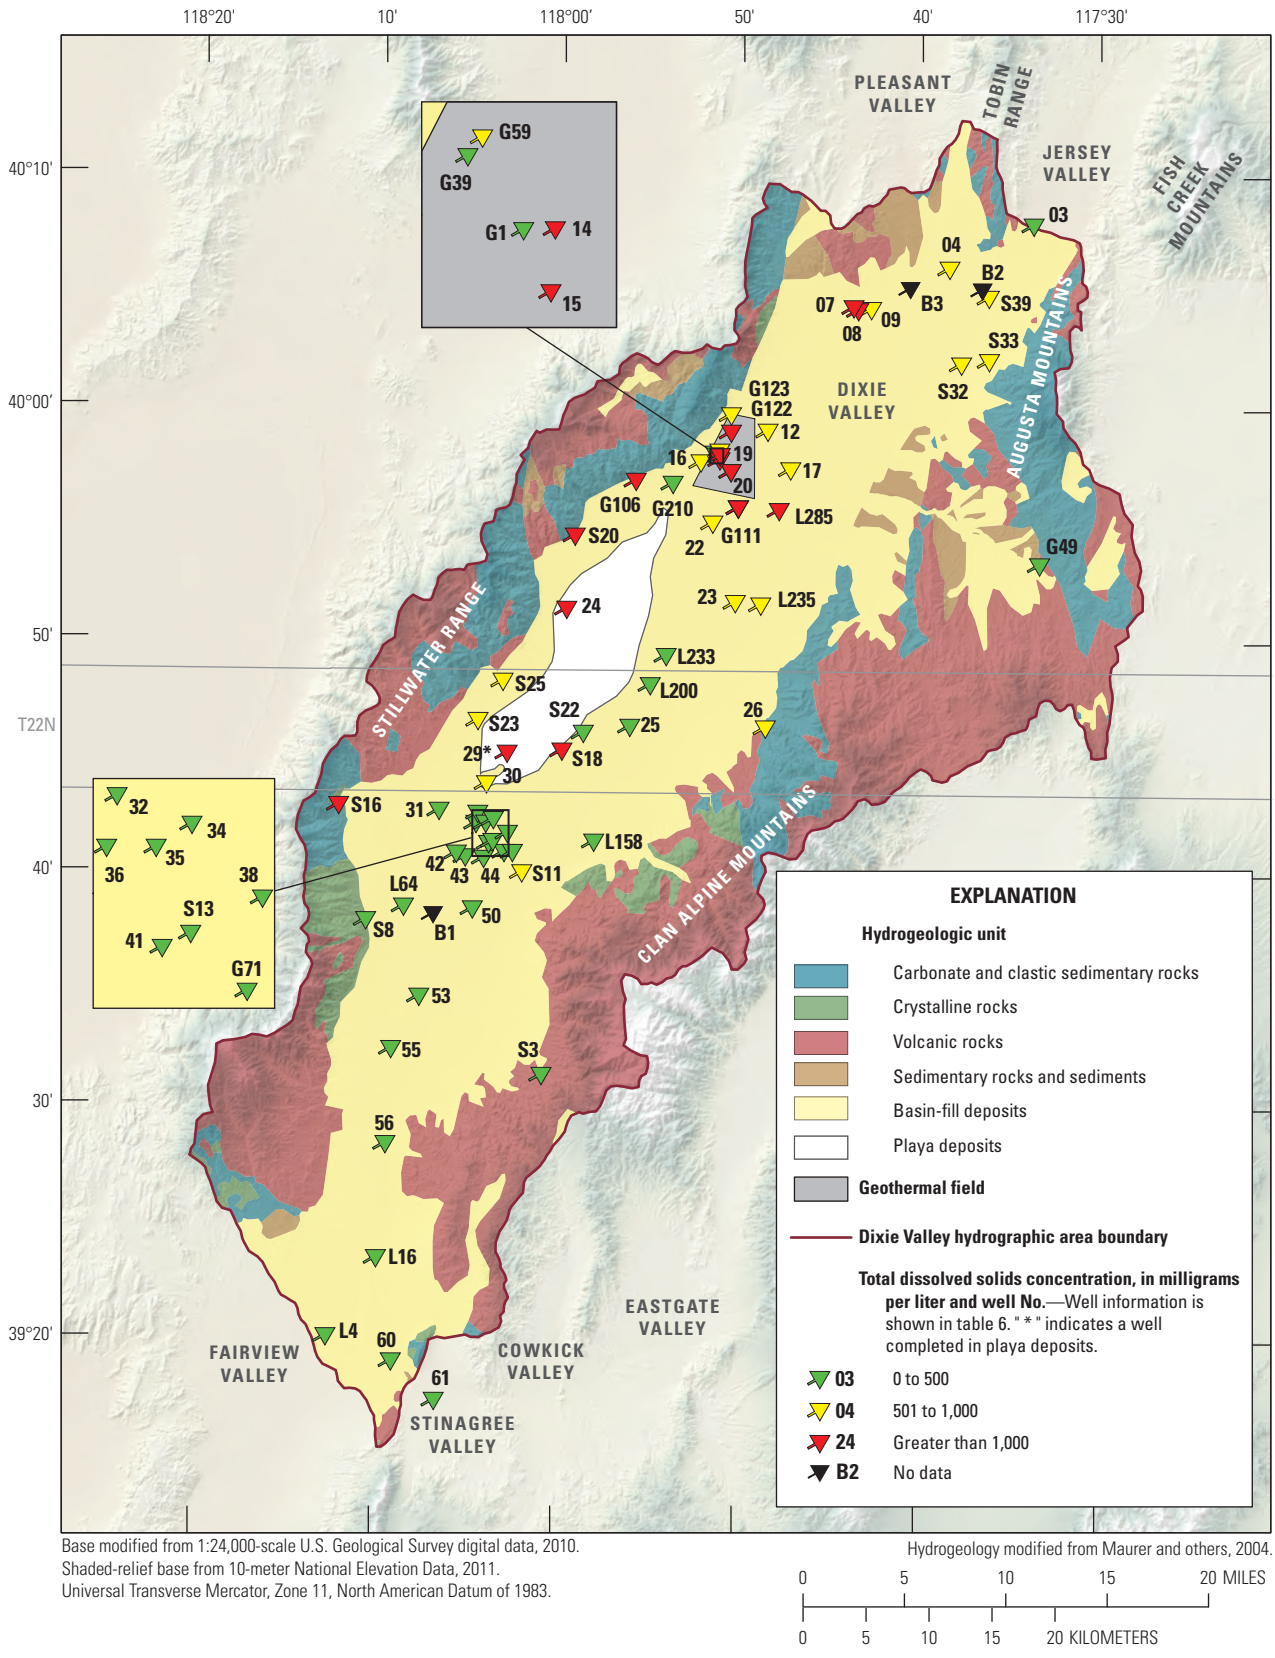 118°20'
10'
118°00'
50'
40'
117°30'
40°10'
40°00'
50'
T22N
40'
30'
39°20'
PLEASANT
VALLEY
TOBIN
RANGE
JERSEY
VALLEY
FISH
CREEK
MOUNTAINS
G59
G39
G1
14
15
03
04
B2
B3
S39
07
08
09
S33
S32
DIXIE
VALLEY
AUGUSTA MOUNTAINS
G123
G122
12
16
19
17
20
G106
G210
G111
L285
S20
22
G49
24
23
L235
STILLWATER RANGE
L233
S25
L200
S23
S22
25
26
29*
S18
30
S16
31
32
34
35
36
38
S13
41
G71
L158
42
43
44
S11
L64
S8
B1
50
CLAN ALPINE MOUNTAINS
53
55
S3
56
L16
L4
60
61
FAIRVIEW
VALLEY
EASTGATE
VALLEY
COWKICK
VALLEY
STINAGREE
VALLEY
EXPLANATION
Hydrogeologic unit
Carbonate and clastic sedimentary rocks
Crystalline rocks
Volcanic rocks
Sedimentary rocks and sediments
Basin-fill deposits
Playa deposits
Geothermal field
Dixie Valley hydrographic area boundary
Total dissolved solids concentration, in milligrams
per liter and well No.—Well information is
shown in table 6. " * " indicates a well
completed in playa deposits.
03 0 to 500
04 501 to 1,000
24 Greater than 1,000
B2 No data
Base modified from 1:24,000-scale U.S. Geological Survey digital data, 2010.
Shaded-relief base from 10-meter National Elevation Data, 2011.
Universal Transverse Mercator, Zone 11, North American Datum of 1983.
Hydrogeology modified from Maurer and others, 2004.
0 5 10 15 20 MILES
0 5 10 15 20 KILOMETERS